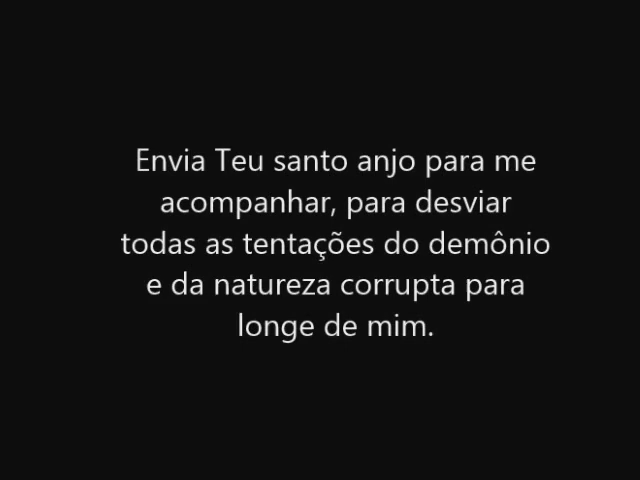 Envia Teu santo anjo para me
acompanhar, para desviar
todas as tentações do demônio
e da natureza corrupta para
longe de mim.